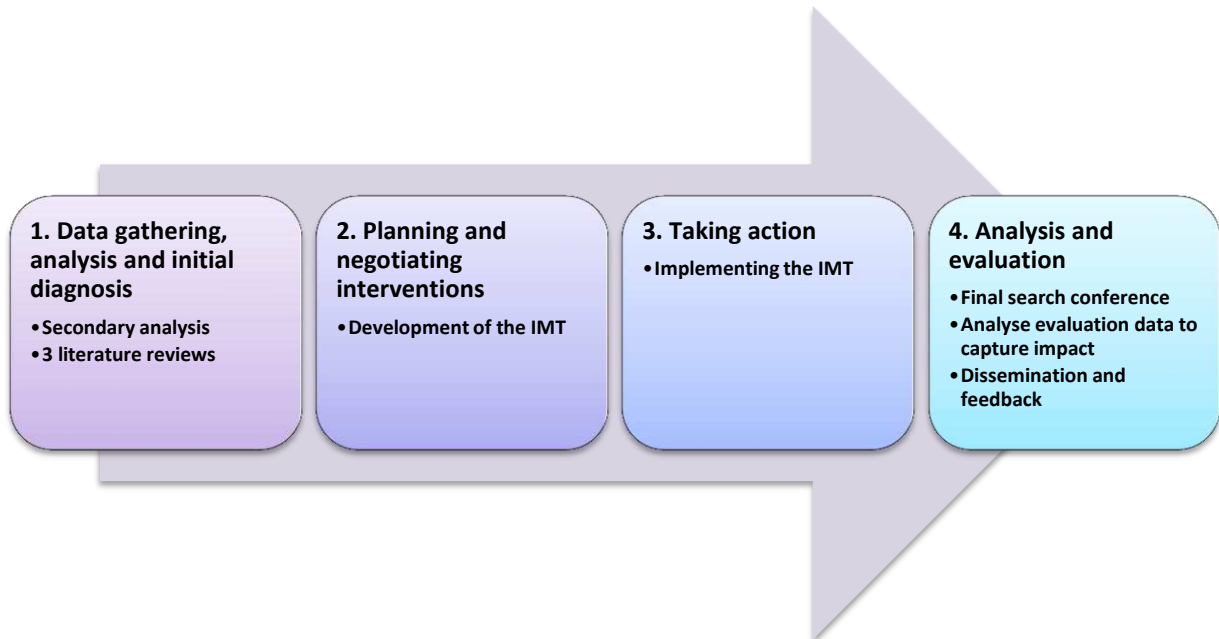 1. Data gathering,
analysis and initial
diagnosis
•Secondary analysis
•3 literature reviews
2. Planning and
negotiating
interventions
•Development of the IMT
3. Taking action
•Implementing the IMT
4. Analysis and
evaluation
•Final search conference
•Analyse evaluation data to
capture impact
•Dissemination and
feedback